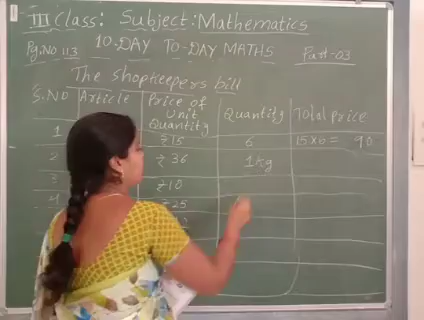 III Class: Subject: Mathematics
Pg.No 113 10-DAY TO-DAY MATHS Part-03
The shopkeepers bill
S.NO Article Price of Unit Quantity Quantity Total price
1 ₹15 6 15×6= 90
2 ₹36 1kg
3 ₹10
4 ₹25